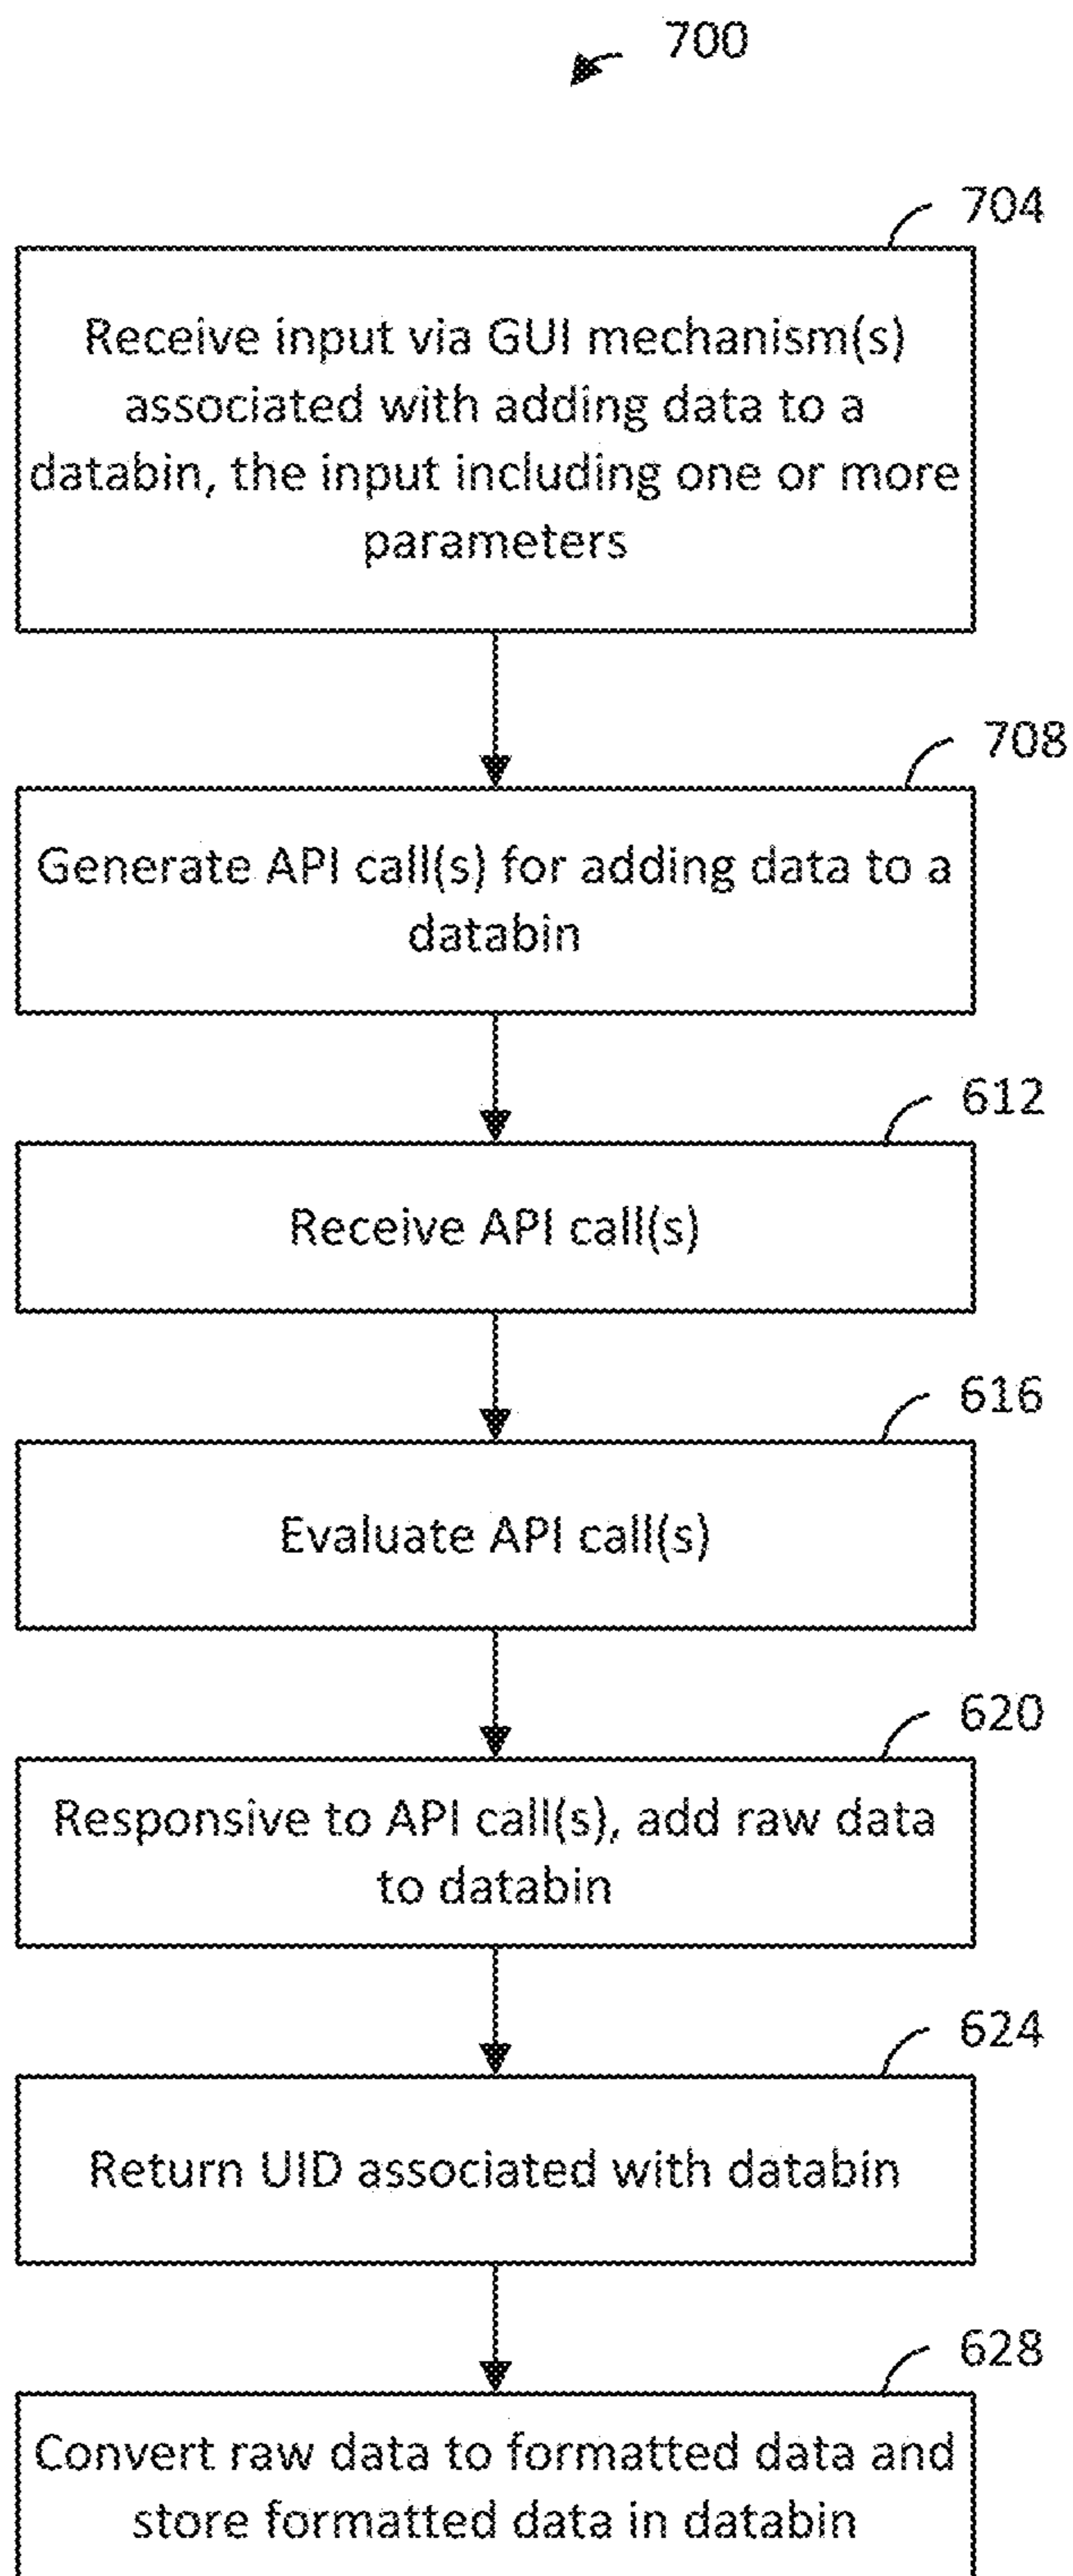 700
704
Receive input via GUI mechanism(s)
associated with adding data to a
databin, the input including one or more
parameters
708
Generate API call(s) for adding data to a
databin
612
Receive API call(s)
616
Evaluate API call(s)
620
Responsive to API call(s), add raw data
to databin
624
Return UID associated with databin
628
Convert raw data to formatted data and
store formatted data in databin